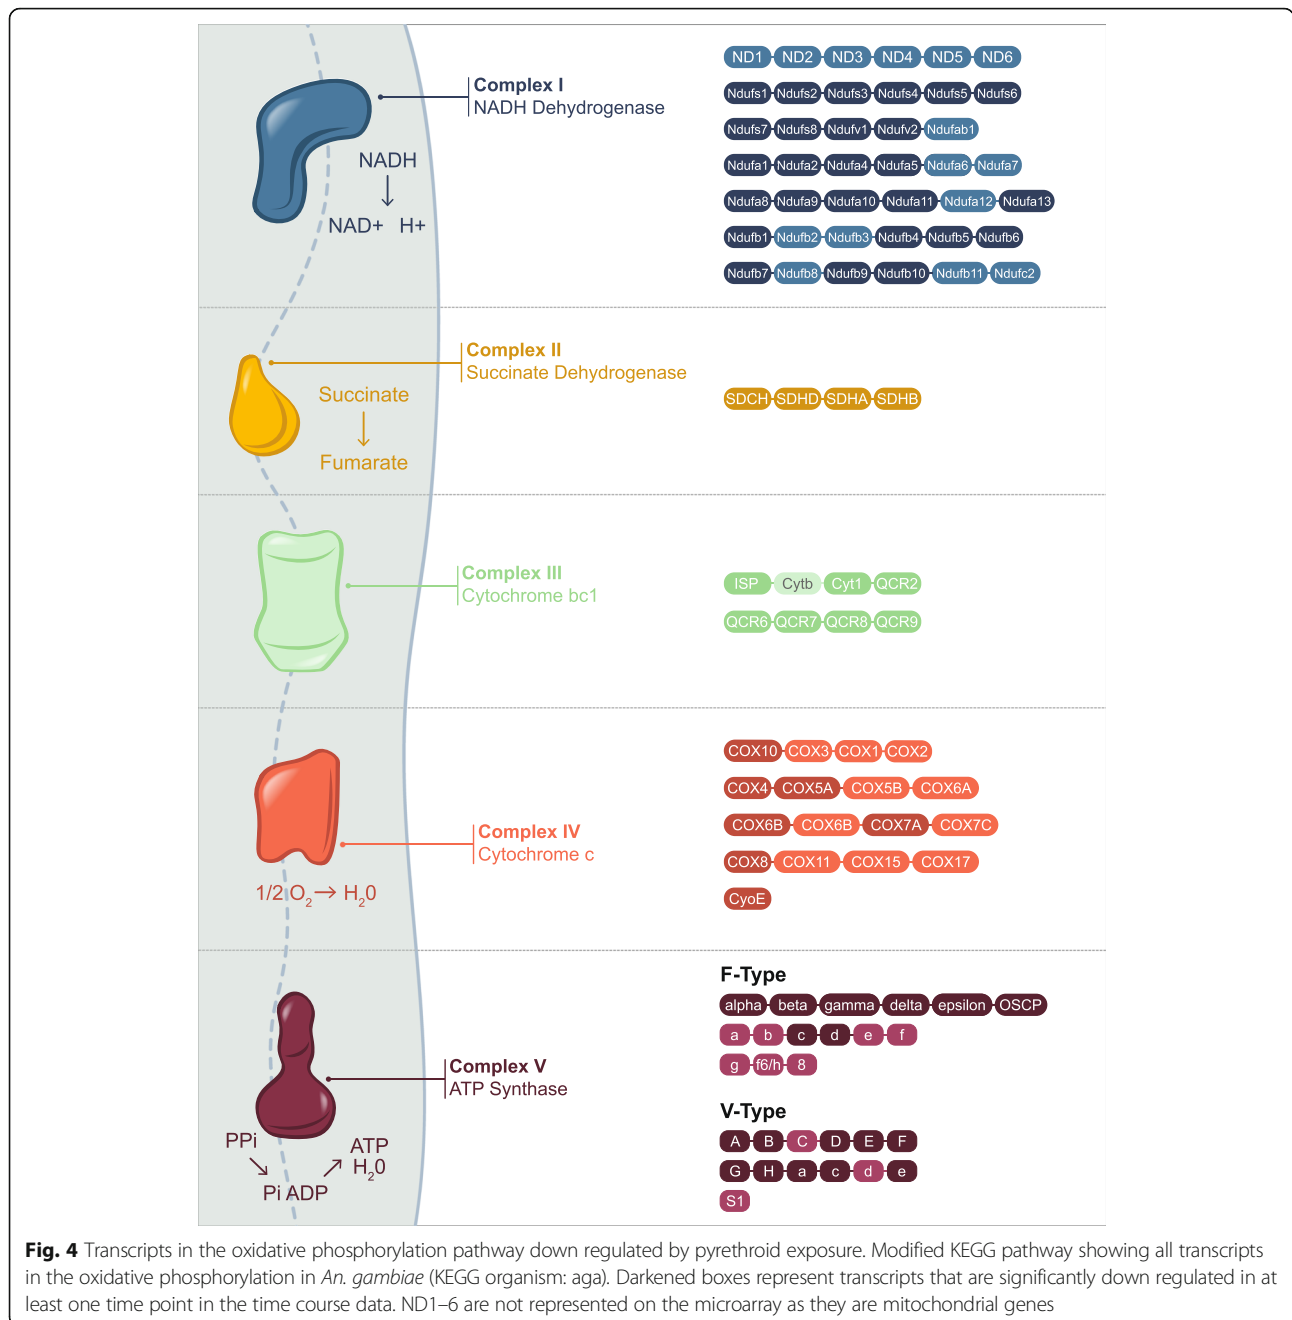 Complex I
NADH Dehydrogenase
NADH
NAD+ H+
ND1 ND2 ND3 ND4 ND5 ND6
Ndufs1 Ndufs2 Ndufs3 Ndufs4 Ndufs5 Ndufs6
Ndufs7 Ndufs8 Ndufv1 Ndufv2 Ndufab1
Ndufa1 Ndufa2 Ndufa4 Ndufa5 Ndufa6 Ndufa7
Ndufa8 Ndufa9 Ndufa10 Ndufa11 Ndufa12 Ndufa13
Ndufb1 Ndufb2 Ndufb3 Ndufb4 Ndufb5 Ndufb6
Ndufb7 Ndufb8 Ndufb9 Ndufb10 Ndufb11 Ndufc2
Complex II
Succinate Dehydrogenase
Succinate
Fumarate
SDCH SDHD SDHA SDHB
Complex III
Cytochrome bc1
ISP Cytb Cyt1 QCR2
QCR6 QCR7 QCR8 QCR9
Complex IV
Cytochrome c
1/2 O2 → H20
COX10 COX3 COX1 COX2
COX4 COX5A COX5B COX6A
COX6B COX6B COX7A COX7C
COX8 COX11 COX15 COX17
CyoE
Complex V
ATP Synthase
PPi
ATP
H20
Pi ADP
F-Type
alpha beta gamma delta epsilon OSCP
a b c d e f
g f6/h 8
V-Type
A B C D E F
G H a c d e
S1
Fig. 4 Transcripts in the oxidative phosphorylation pathway down regulated by pyrethroid exposure. Modified KEGG pathway showing all transcripts
in the oxidative phosphorylation in An. gambiae (KEGG organism: aga). Darkened boxes represent transcripts that are significantly down regulated in at
least one time point in the time course data. ND1–6 are not represented on the microarray as they are mitochondrial genes